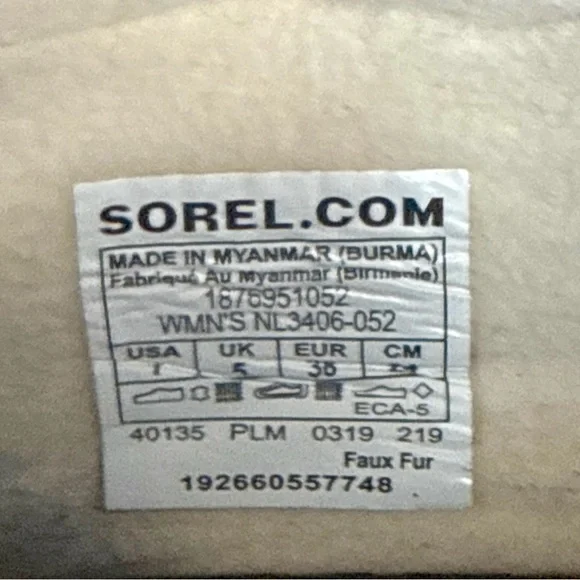 SOREL.COM
MADE IN MYANMAR (BURMA)
Fabriqué Au Myanmar (Birmanie)
1876951052
WMN'S NL3406-052
USA UK EUR CM
5
ECA-5
40135 PLM 0319 219
Faux Fur
192660557748